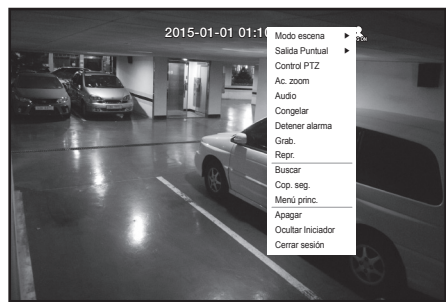 2015-01-01 01:10
Modo escena
Salida Puntual
Control PTZ
Ac. zoom
Audio
Congelar
Detener alarma
Grab.
Repr.
Buscar
Cop. seg.
Menú princ.
Apagar
Ocultar Iniciador
Cerrar sesión